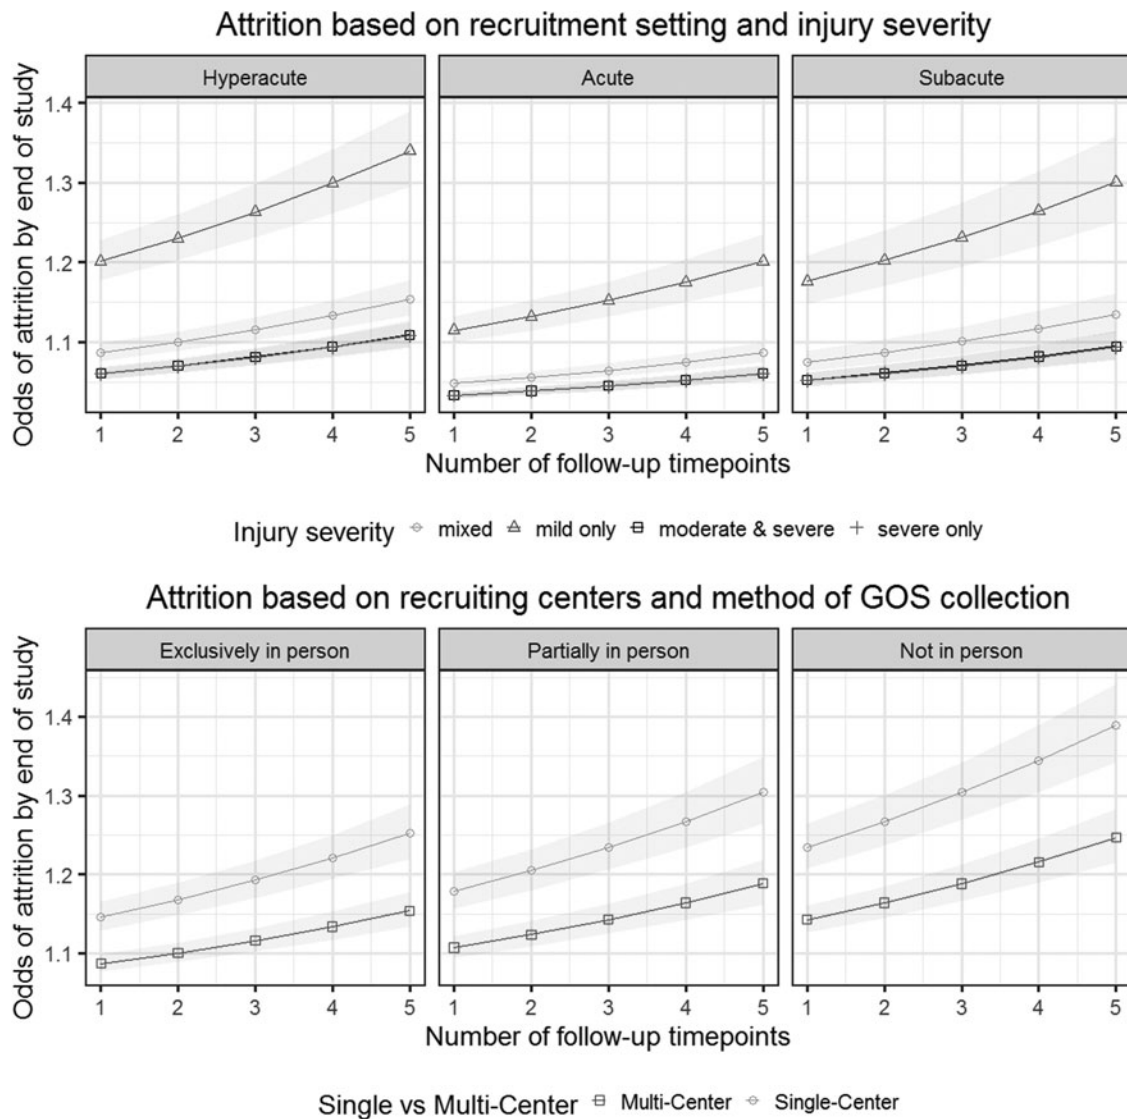 Attrition based on recruitment setting and injury severity
Hyperacute Acute Subacute
Odds of attrition by end of study
1.4
1.3
1.2
1.1
1 2 3 4 5 1 2 3 4 5 1 2 3 4 5
Number of follow-up timepoints
Injury severity mixed mild only moderate & severe severe only
Attrition based on recruiting centers and method of GOS collection
Exclusively in person Partially in person Not in person
Odds of attrition by end of study
1.4
1.3
1.2
1.1
1 2 3 4 5 1 2 3 4 5 1 2 3 4 5
Number of follow-up timepoints
Single vs Multi-Center Multi-Center Single-Center